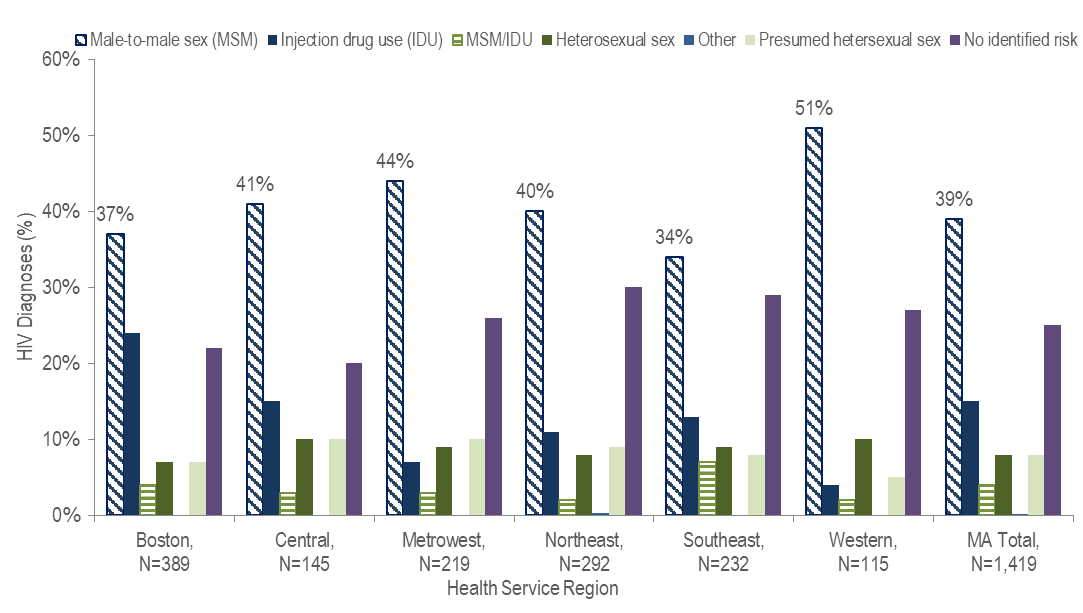 Male-to-male sex (MSM) Injection drug use (IDU) MSM/IDU Heterosexual sex Other Presumed hetersexual sex No identified risk
60%
50%
40%
30%
20%
10%
0%
HIV Diagnoses (%)
37%
41%
44%
40%
34%
51%
39%
Boston, Central, Metrowest, Northeast, Southeast, Western, MA Total,
N=389 N=145 N=219 N=292 N=232 N=115 N=1,419
Health Service Region